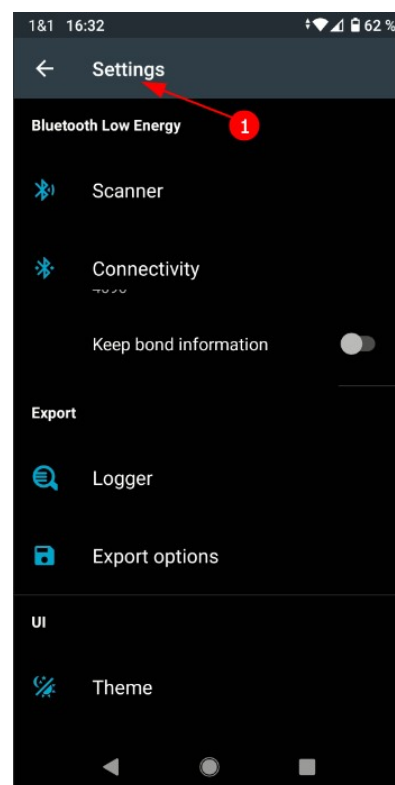 1&1 16:32 62 %
Settings
1
Bluetooth Low Energy
Scanner
Connectivity
Keep bond information
Export
Logger
Export options
UI
Theme